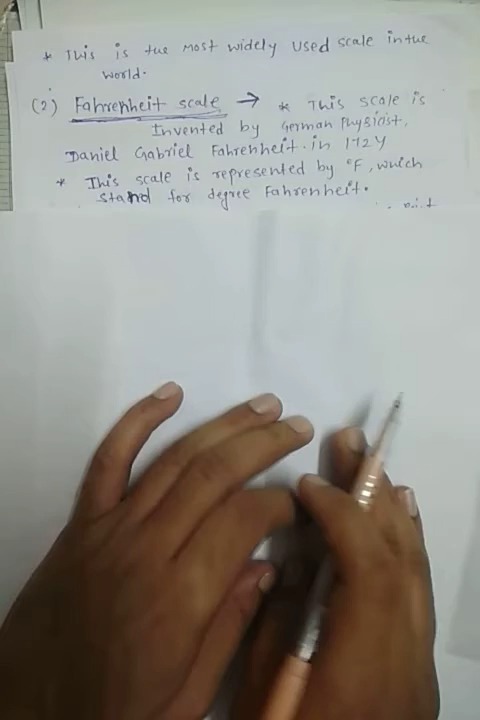 * This is the most widely used scale in the
world.
(2) Fahrenheit scale → * This scale is
Invented by German Physicist,
Daniel Gabriel Fahrenheit. in 1724
* This scale is represented by °F, which
stand for degree Fahrenheit.